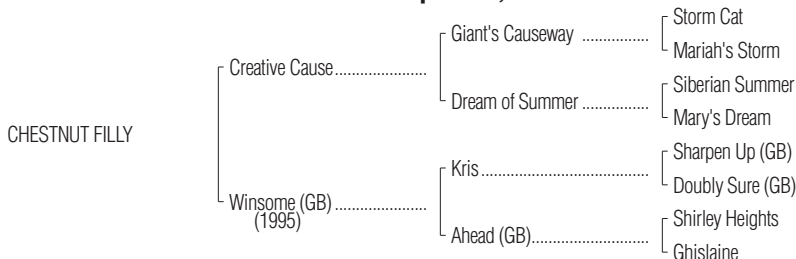 Storm Cat
Giant's Causeway ................
Mariah's Storm
Creative Cause......................
Siberian Summer
Dream of Summer ................
Mary's Dream
CHESTNUT FILLY
Sharpen Up (GB)
Kris ........................................
Doubly Sure (GB)
Winsome (GB) ......................
(1995)
Shirley Heights
Ahead (GB)............................
Ghislaine